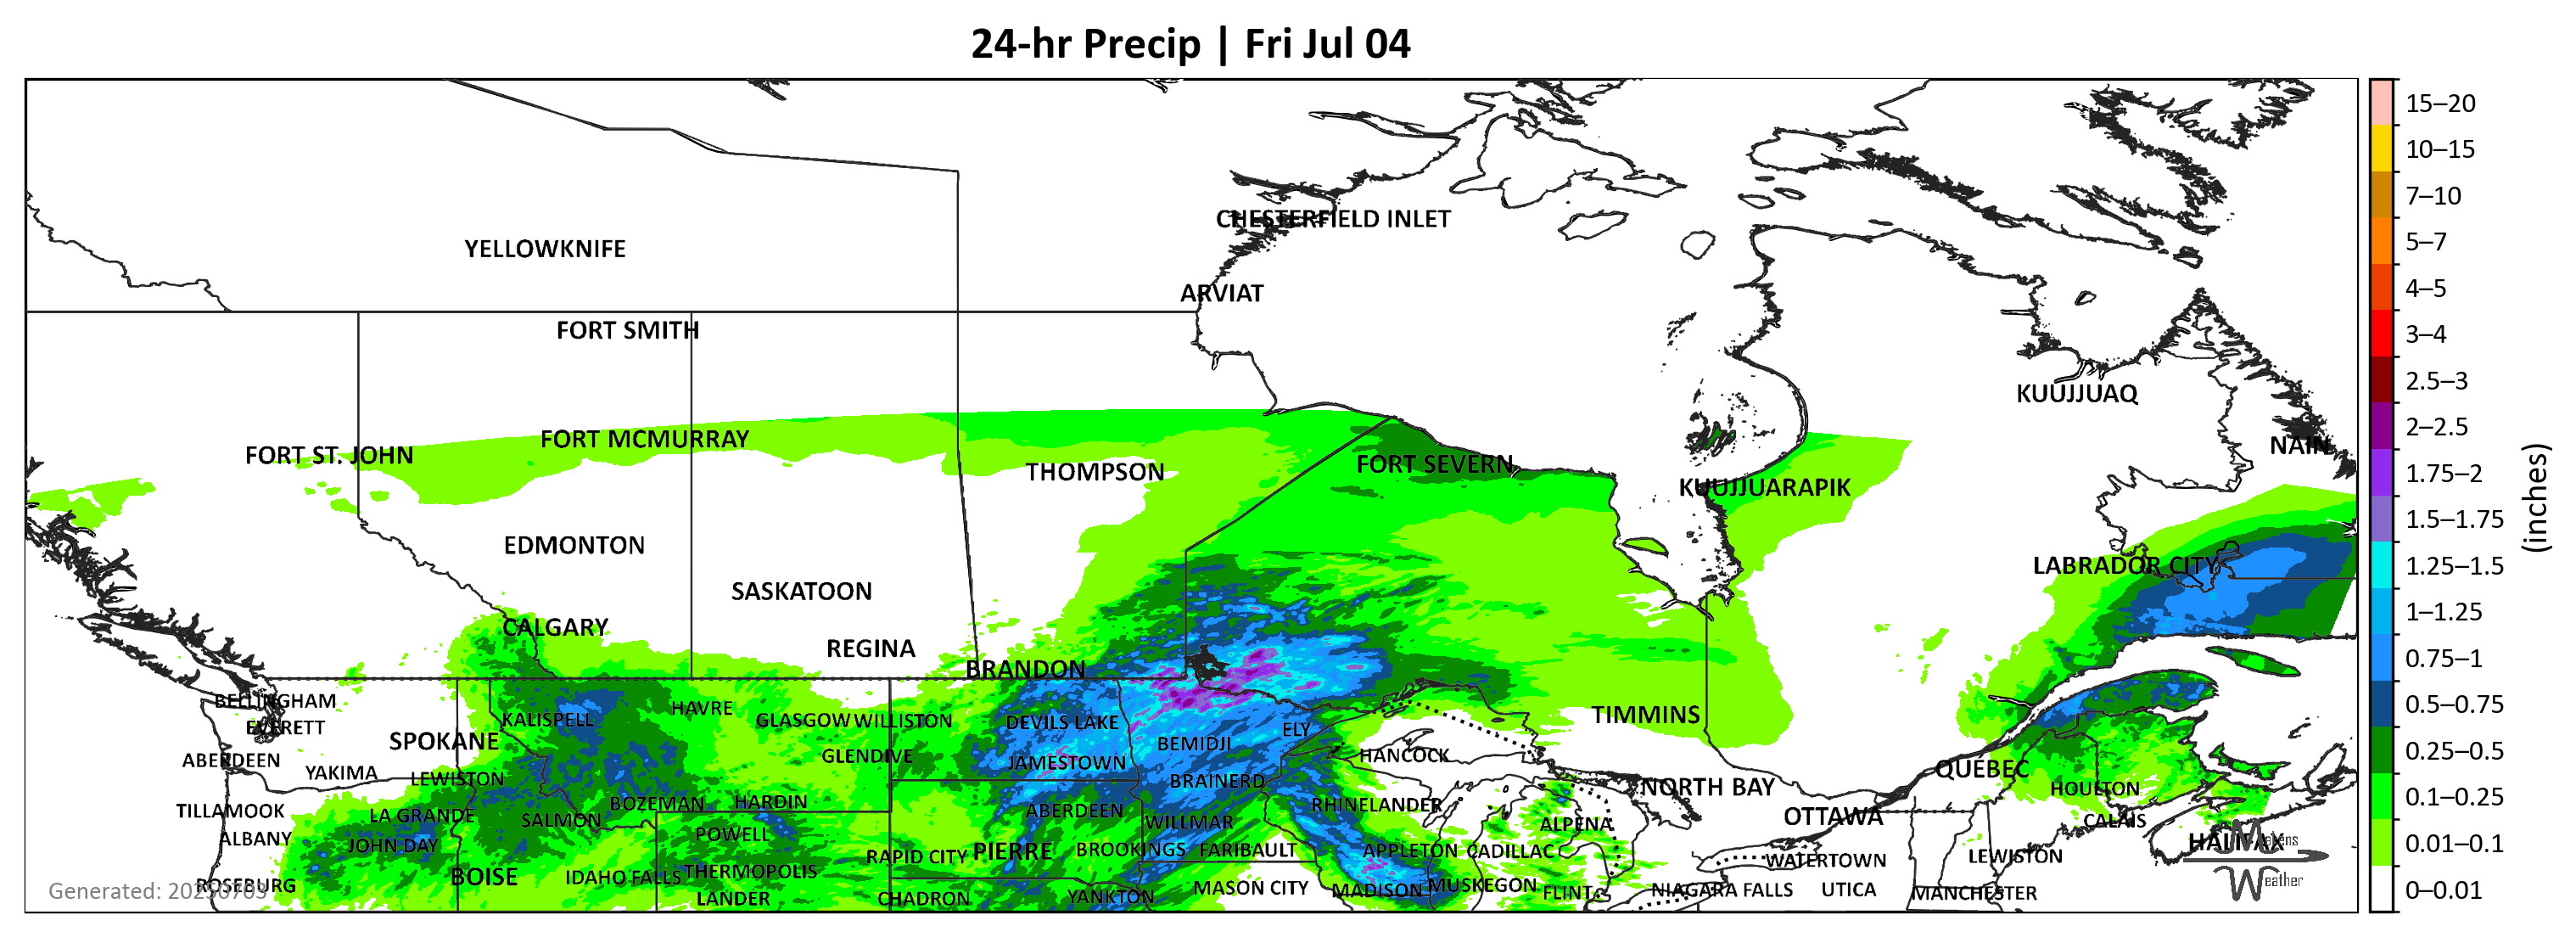 24-hr Precip | Fri Jul 04
CHESTERFIELD INLET
YELLOWKNIFE
ARVIAT
FORT SMITH
KUUJJUAQ
FORT MCMURRAY
NAIN
FORT ST. JOHN
FORT SEVERN
THOMPSON
KUUJJUARAPIK
EDMONTON
LABRADOR CITY
SASKATOON
CALGARY
REGINA
BRANDON
BELLINGHAM
HAVRE
KALISPELL
GLASGOW WILLISTON
DEVILS LAKE
TIMMINS
EVERETT
ELY
SPOKANE
BEMIDJI
GLENDIVE
HANCOCK
ABERDEEN
JAMESTOWN
QUÉBEC
YAKIMA
LEWISTON
BRAINERD
NORTH BAY
HOULTON
BOZEMAN
HARDIN
RHINELANDER
TILLAMOOK
ABERDEEN
LA GRANDE
OTTAWA
SALMON
WILLMAR
CALAIS
ALPENA
POWELL
ALBANY
HALIFAX
JOHN DAY
BROOKINGS
FARIBAULT
PIERRE
APPLETON
CADILLAC
RAPID CITY
LEWISTON
WATERTOWN
THERMOPOLIS
BOISE
IDAHO FALLS
ROSEBURG
MUSKEGON
MASON CITY
MADISON
NIAGARA FALLS
UTICA
FLINT
MANCHESTER
YANKTON
LANDER
CHADRON
Weather
15–20
10–15
7–10
5–7
4–5
3–4
2.5–3
2–2.5
1.75–2
1.5–1.75
1.25–1.5
1–1.25
0.75–1
0.5–0.75
0.25–0.5
0.1–0.25
0.01–0.1
0–0.01
(inches)